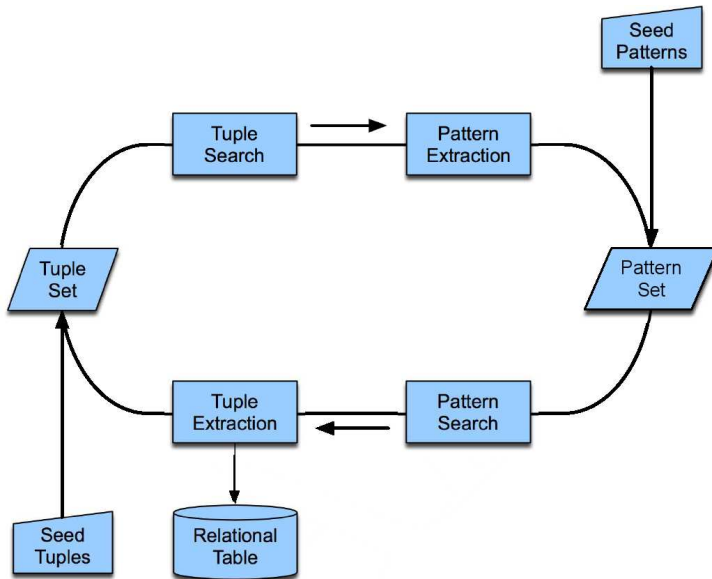 Seed
Patterns
Tuple
Search
Pattern
Extraction
Tuple
Set
Pattern
Set
Tuple
Extraction
Pattern
Search
Seed
Tuples
Relational
Table